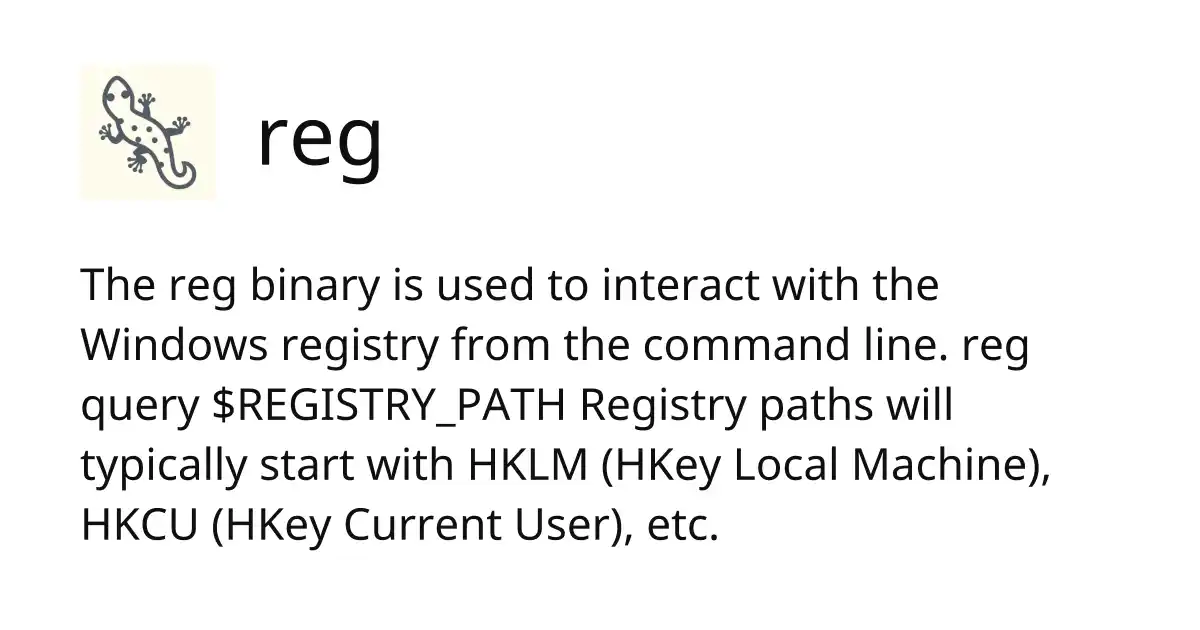 reg
The reg binary is used to interact with the
Windows registry from the command line. reg
query $REGISTRY_PATH Registry paths will
typically start with HKLM (HKey Local Machine),
HKCU (HKey Current User), etc.